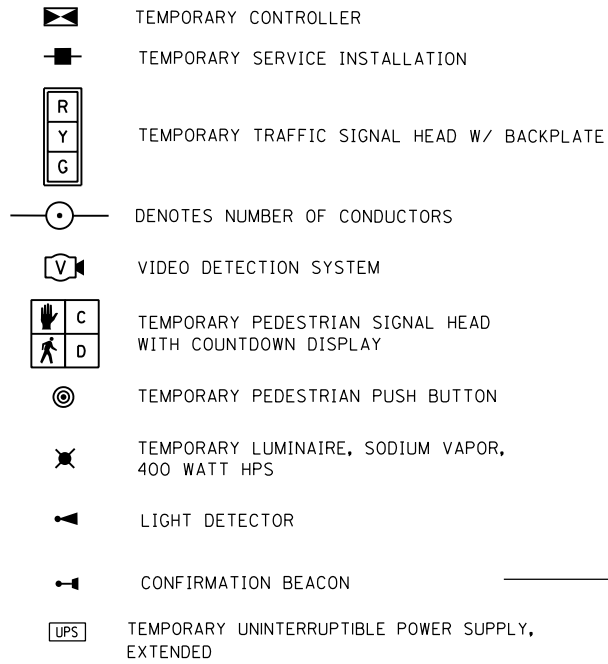 TEMPORARY CONTROLLER
TEMPORARY SERVICE INSTALLATION
R
Y
G
TEMPORARY TRAFFIC SIGNAL HEAD W/ BACKPLATE
DENOTES NUMBER OF CONDUCTORS
V
VIDEO DETECTION SYSTEM
C
D
TEMPORARY PEDESTRIAN SIGNAL HEAD
WITH COUNTDOWN DISPLAY
TEMPORARY PEDESTRIAN PUSH BUTTON
TEMPORARY LUMINAIRE, SODIUM VAPOR,
400 WATT HPS
LIGHT DETECTOR
CONFIRMATION BEACON
UPS
TEMPORARY UNINTERRUPTIBLE POWER SUPPLY,
EXTENDED